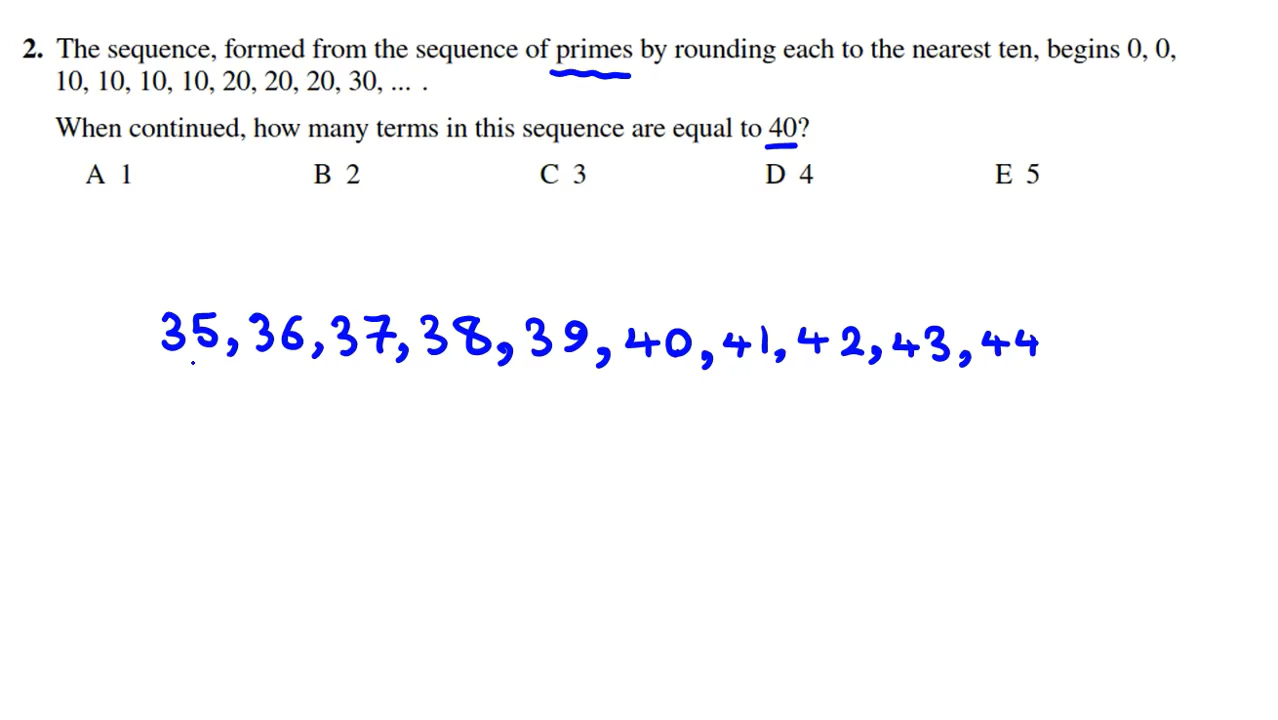 2. The sequence, formed from the sequence of primes by rounding each to the nearest ten, begins 0, 0,
10, 10, 10, 10, 20, 20, 20, 30, ... .
When continued, how many terms in this sequence are equal to 40?
A 1 B 2 C 3 D 4 E 5
35, 36, 37, 38, 39, 40, 41, 42, 43, 44